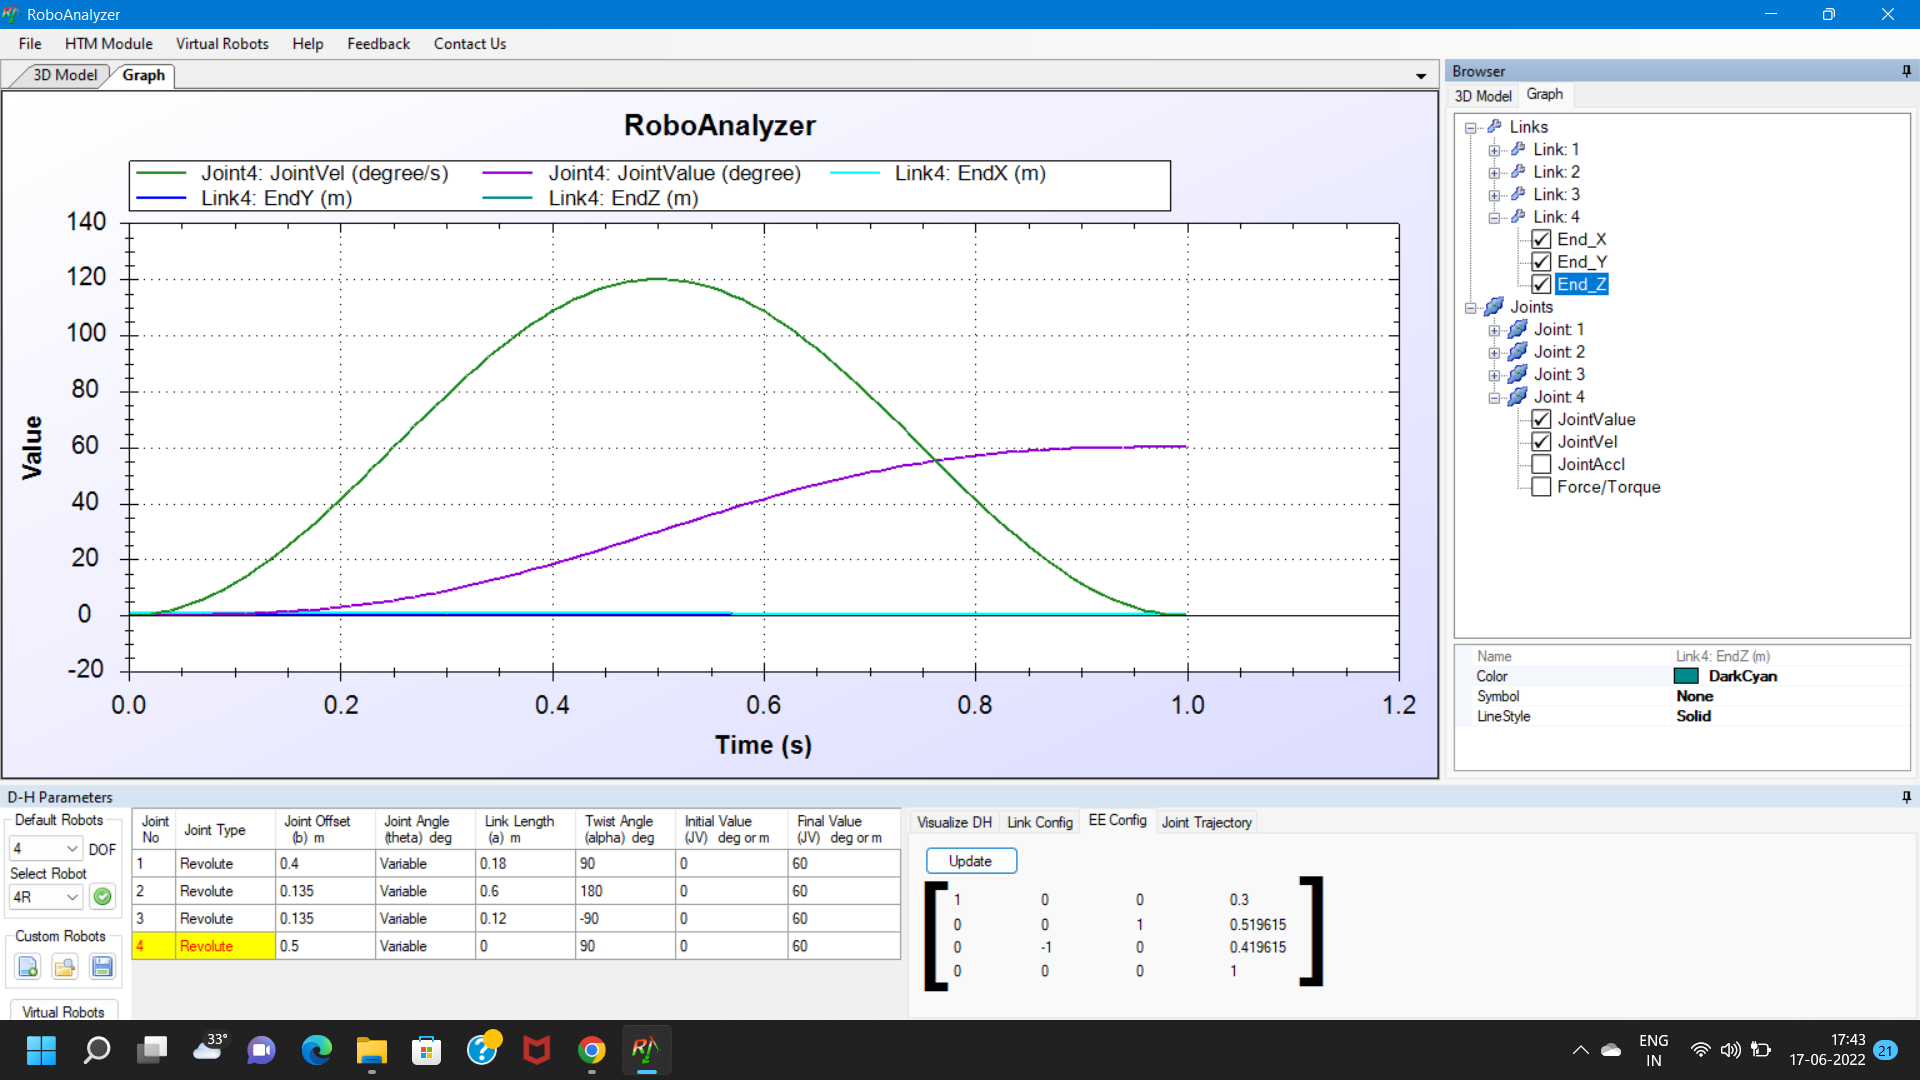 RoboAnalyzer
File HTM Module Virtual Robots Help Feedback Contact Us
3D Model Graph
RoboAnalyzer
Joint4: JointVel (degree/s) Joint4: JointValue (degree) Link4: EndX (m)
Link4: EndY (m) Link4: EndZ (m)
140
120
100
80
60
40
20
0
-20
Value
0.0 0.2 0.4 0.6 0.8 1.0 1.2
Time (s)
Browser
3D Model Graph
Links
Link: 1
Link: 2
Link: 3
Link: 4
End_X
End_Y
End_Z
Joints
Joint: 1
Joint: 2
Joint: 3
Joint: 4
JointValue
JointVel
JointAccl
Force/Torque
Name Link4: EndZ (m)
Color DarkCyan
Symbol None
LineStyle Solid
D-H Parameters
Default Robots
4 DOF
Select Robot
4R
Custom Robots
Virtual Robots
Joint No Joint Type Joint Offset (b) m Joint Angle (theta) deg Link Length (a) m Twist Angle (alpha) deg Initial Value (JV) deg or m Final Value (JV) deg or m
1 Revolute 0.4 Variable 0.18 90 0 60
2 Revolute 0.135 Variable 0.6 180 0 60
3 Revolute 0.135 Variable 0.12 -90 0 60
4 Revolute 0.5 Variable 0 90 0 60
Visualize DH Link Config EE Config Joint Trajectory
Update
1 0 0 0.3
0 0 1 0.519615
0 -1 0 0.419615
0 0 0 1
33°
ENG
IN
17:43
17-06-2022
21